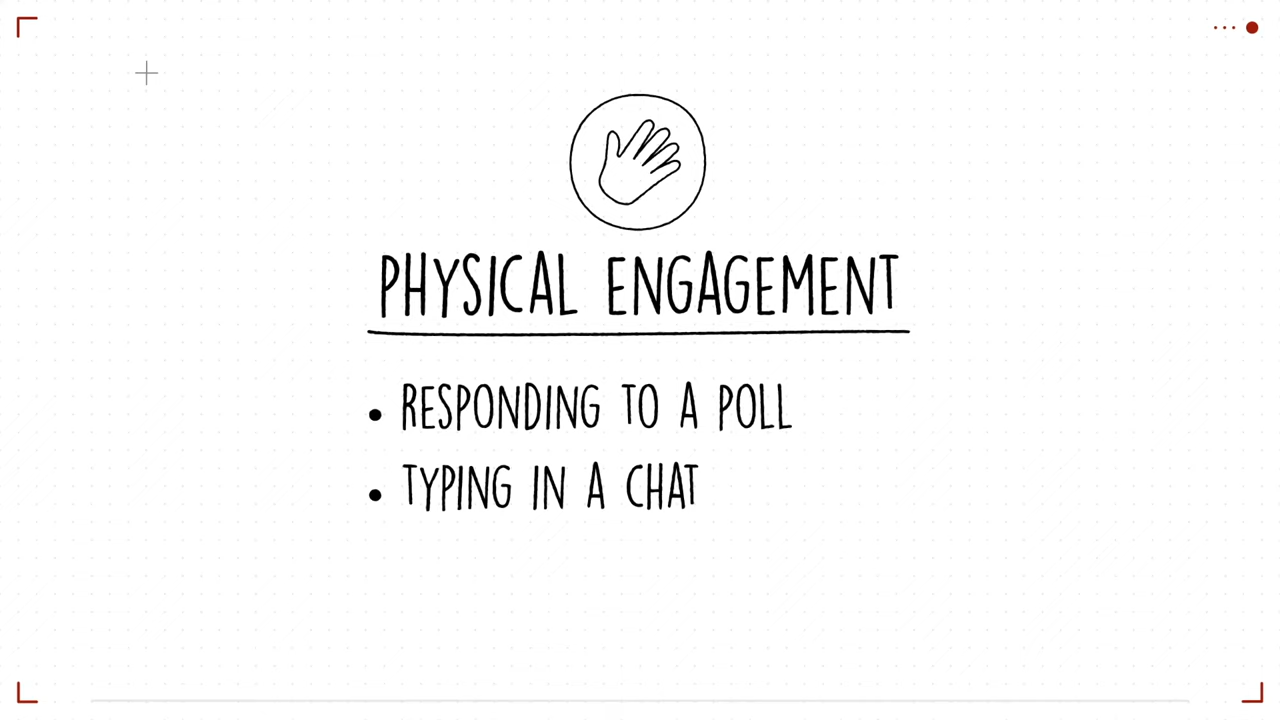 PHYSICAL ENGAGEMENT
• RESPONDING TO A POLL
• TYPING IN A CHAT